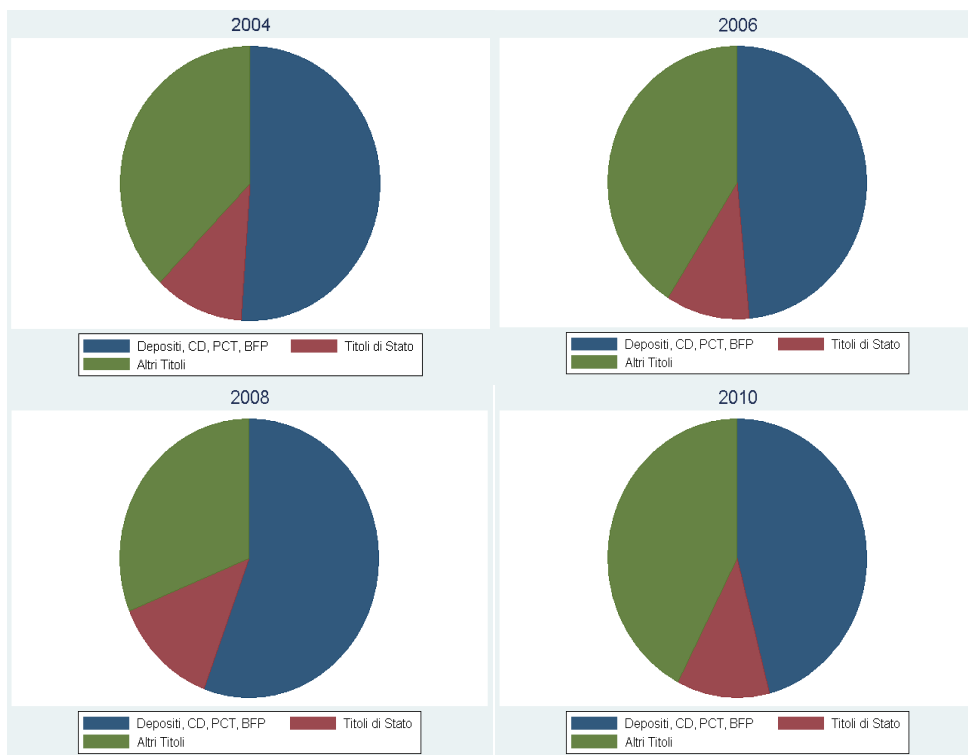 2004
Depositi, CD, PCT, BFP Titoli di Stato
Altri Titoli
2006
Depositi, CD, PCT, BFP Titoli di Stato
Altri Titoli
2008
Depositi, CD, PCT, BFP Titoli di Stato
Altri Titoli
2010
Depositi, CD, PCT, BFP Titoli di Stato
Altri Titoli